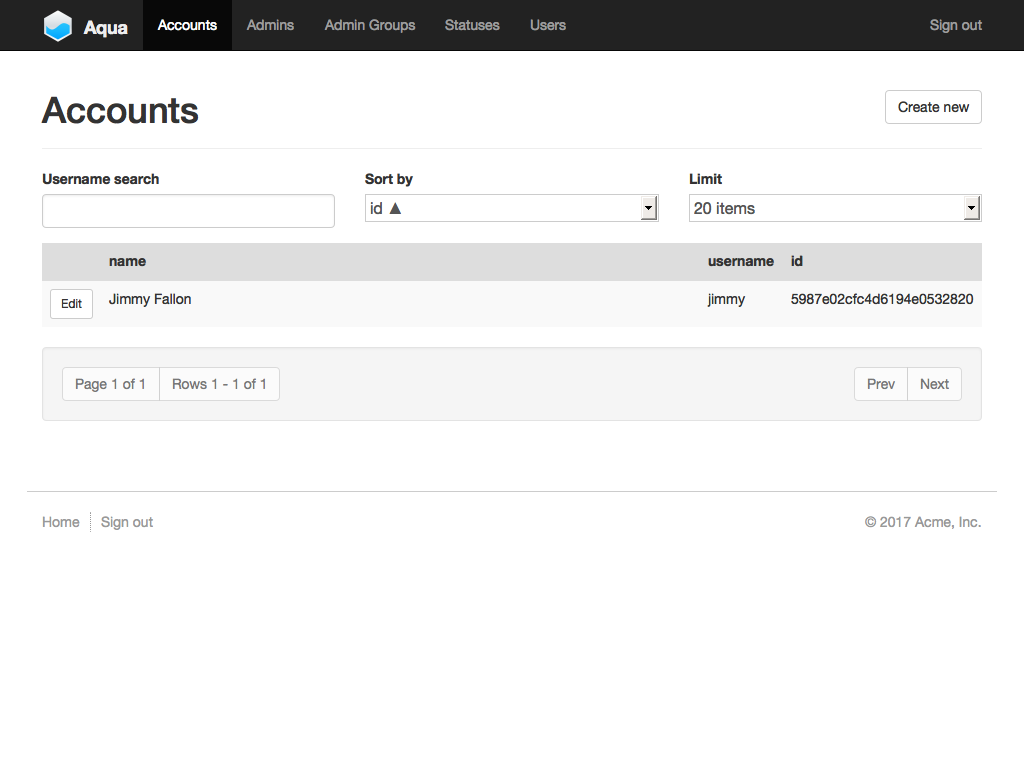 Aqua Accounts Admins Admin Groups Statuses Users Sign out
Accounts
Create new
Username search Sort by Limit
id ▲ 20 items
name username id
Edit Jimmy Fallon jimmy 5987e02cfc4d6194e0532820
Page 1 of 1 Rows 1 - 1 of 1 Prev Next
Home Sign out © 2017 Acme, Inc.